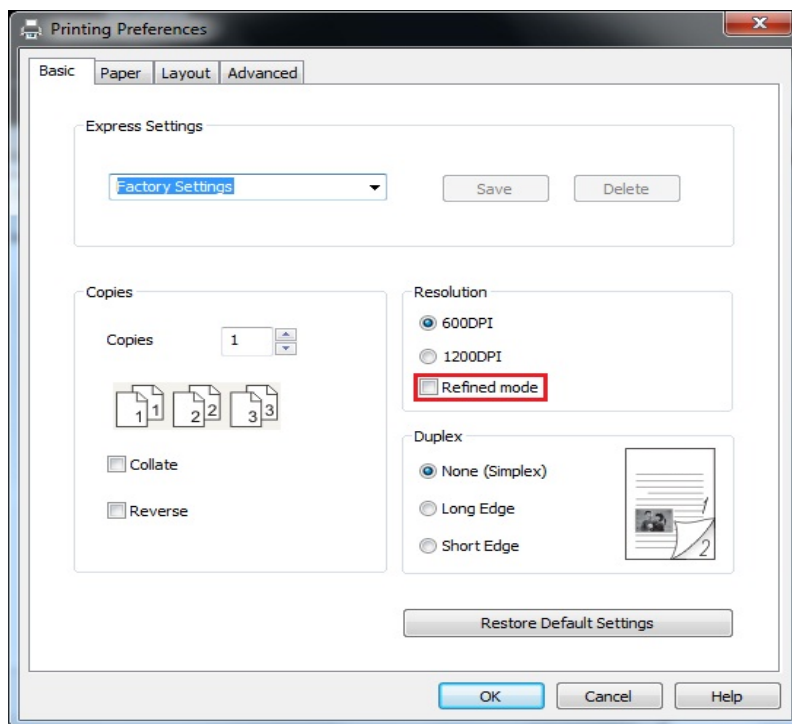 Printing Preferences
Basic Paper Layout Advanced
Express Settings
Factory Settings
Save Delete
Copies
Copies 1
1 1 2 2 3 3
Collate
Reverse
Resolution
600DPI
1200DPI
Refined mode
Duplex
None (Simplex)
Long Edge
Short Edge
1
2
Restore Default Settings
OK Cancel Help